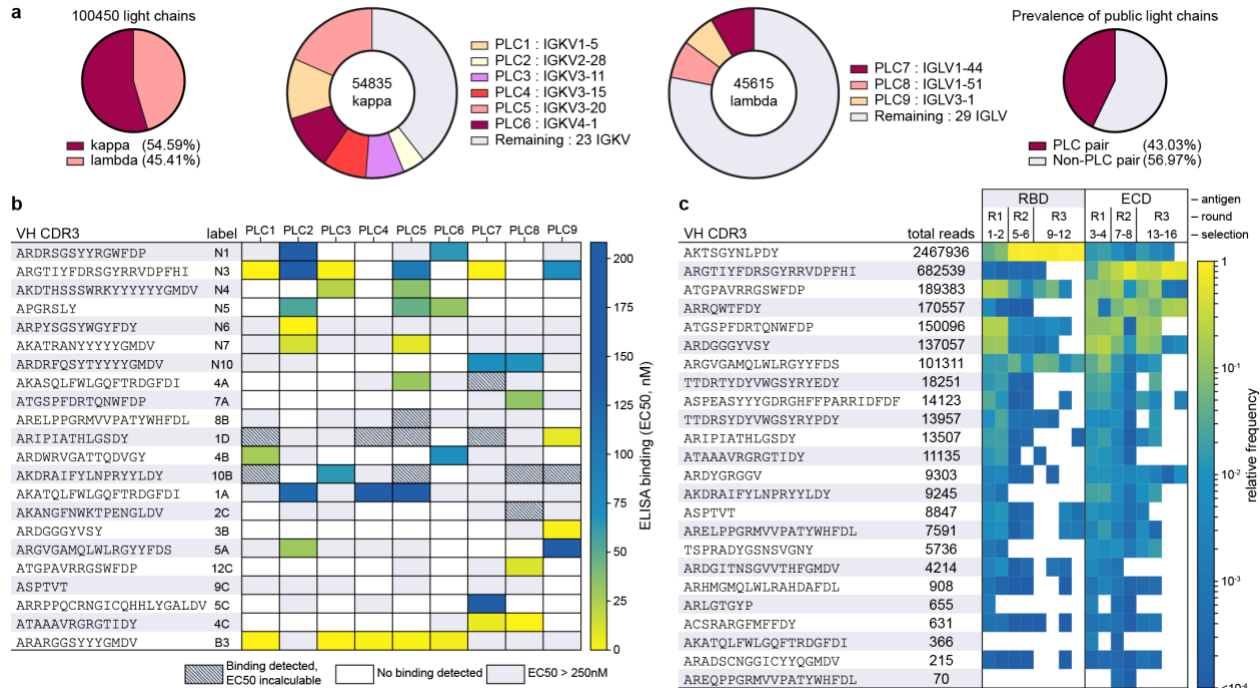 a
100450 light chains
kappa (54.59%)
lambda (45.41%)
54835
kappa
PLC1 : IGKV1-5
PLC2 : IGKV2-28
PLC3 : IGKV3-11
PLC4 : IGKV3-15
PLC5 : IGKV3-20
PLC6 : IGKV4-1
Remaining : 23 IGKV
45615
lambda
PLC7 : IGLV1-44
PLC8 : IGLV1-51
PLC9 : IGLV3-1
Remaining : 29 IGLV
Prevalence of public light chains
PLC pair (43.03%)
Non-PLC pair (56.97%)
b
VH CDR3 label PLC1 PLC2 PLC3 PLC4 PLC5 PLC6 PLC7 PLC8 PLC9
ARDRSGSYYRGWFDP N1
ARGTIYFDRSGYRRVDPFHI N3
AKDTHSSSWRKYYYYYYGMDV N4
APGRSLY N5
ARPYSGSYWGYFDY N6
AKATRANYYYYYGMDV N7
ARDRFQSYTYYYYGMDV N10
AKASQLFWLGQFTRDGFDI 4A
ATGSPFDRTQNWFDP 7A
ARELPPGRMVVPATYWHFDL 8B
ARIPIATHLGSDY 1D
ARDWRVGATTQDVGY 4B
AKDRAIFYLNPRYYLDY 10B
AKATQLFWLGQFTRDGFDI 1A
AKANGFNWKTPENGLDV 2C
ARDGGGYVSY 3B
ARGVGAMQLWLRGYYFDS 5A
ATGPAVRRGSWFDP 12C
ASPTVT 9C
ARRPPQCRNGICQHHLYGALDV 5C
ATAAAVRGRGTIDY 4C
ARARGGSYYYGMDV B3
200
175
150
125
100
75
50
25
0
ELISA binding (EC50, nM)
Binding detected,
EC50 incalculable
No binding detected
EC50 > 250nM
c
RBD ECD – antigen
R1 R2 R3 R1 R2 R3 – round
VH CDR3 total reads 1-2 5-6 9-12 3-4 7-8 13-16 – selection
AKTSGYNLPDY 2467936
ARGTIYFDRSGYRRVDPFHI 682539
ATGPAVRRGSWFDP 189383
ARRQWTFDY 170557
ATGSPFDRTQNWFDP 150096
ARDGGGYVSY 137057
ARGVGAMQLWLRGYYFDS 101311
TTDRTYDYVWGSYRYEDY 18251
ASPEASYYYGDRGHFFPARRIDFDF 14123
TTDRSYDYVWGSYRYPDY 13957
ARIPIATHLGSDY 13507
ATAAAVRGRGTIDY 11135
ARDYGRGGV 9303
AKDRAIFYLNPRYYLDY 9245
ASPTVT 8847
ARELPPGRMVVPATYWHFDL 7591
TSPRADYGSNSVGNY 5736
ARDGITNSGVVTHFGMDV 4214
ARHMGMQLWLRAHDAFDL 908
ARLGTGYP 655
ACSRARGFMFFDY 631
AKATQLFWLGQFTRDGFDI 366
ARADSCNGGICYYQGMDV 215
AREQPPGRMVVPATYWHFDL 70
1
10⁻¹
10⁻²
10⁻³
<10⁻⁴
relative frequency